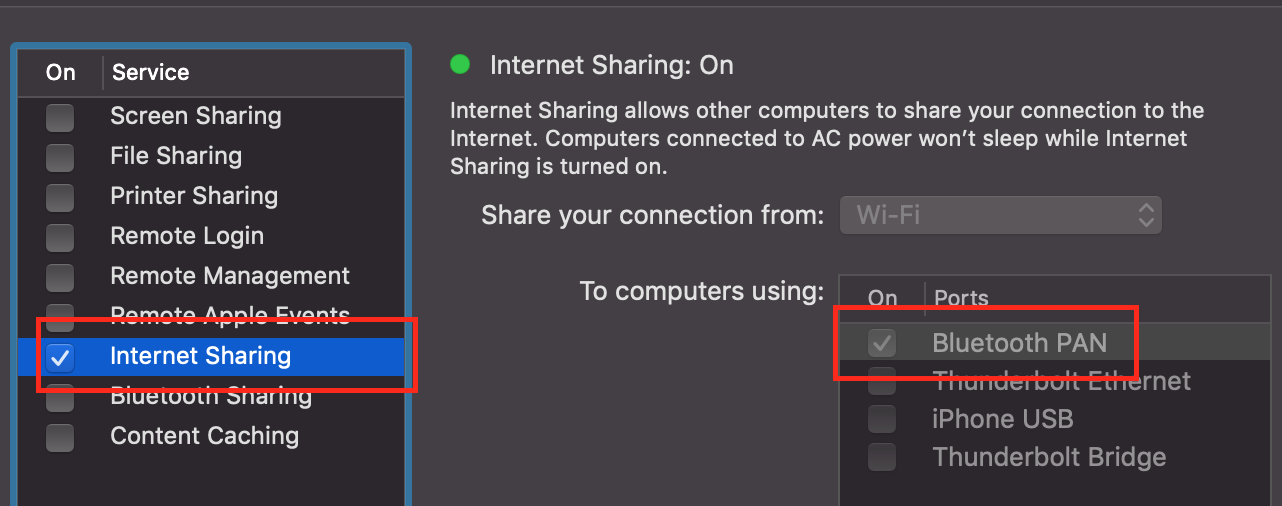 On Service
Screen Sharing
File Sharing
Printer Sharing
Remote Login
Remote Management
Remote Apple Events
Internet Sharing
Bluetooth Sharing
Content Caching
Internet Sharing: On
Internet Sharing allows other computers to share your connection to the
Internet. Computers connected to AC power won’t sleep while Internet
Sharing is turned on.
Share your connection from: Wi-Fi
To computers using:
On Ports
Bluetooth PAN
Thunderbolt Ethernet
iPhone USB
Thunderbolt Bridge